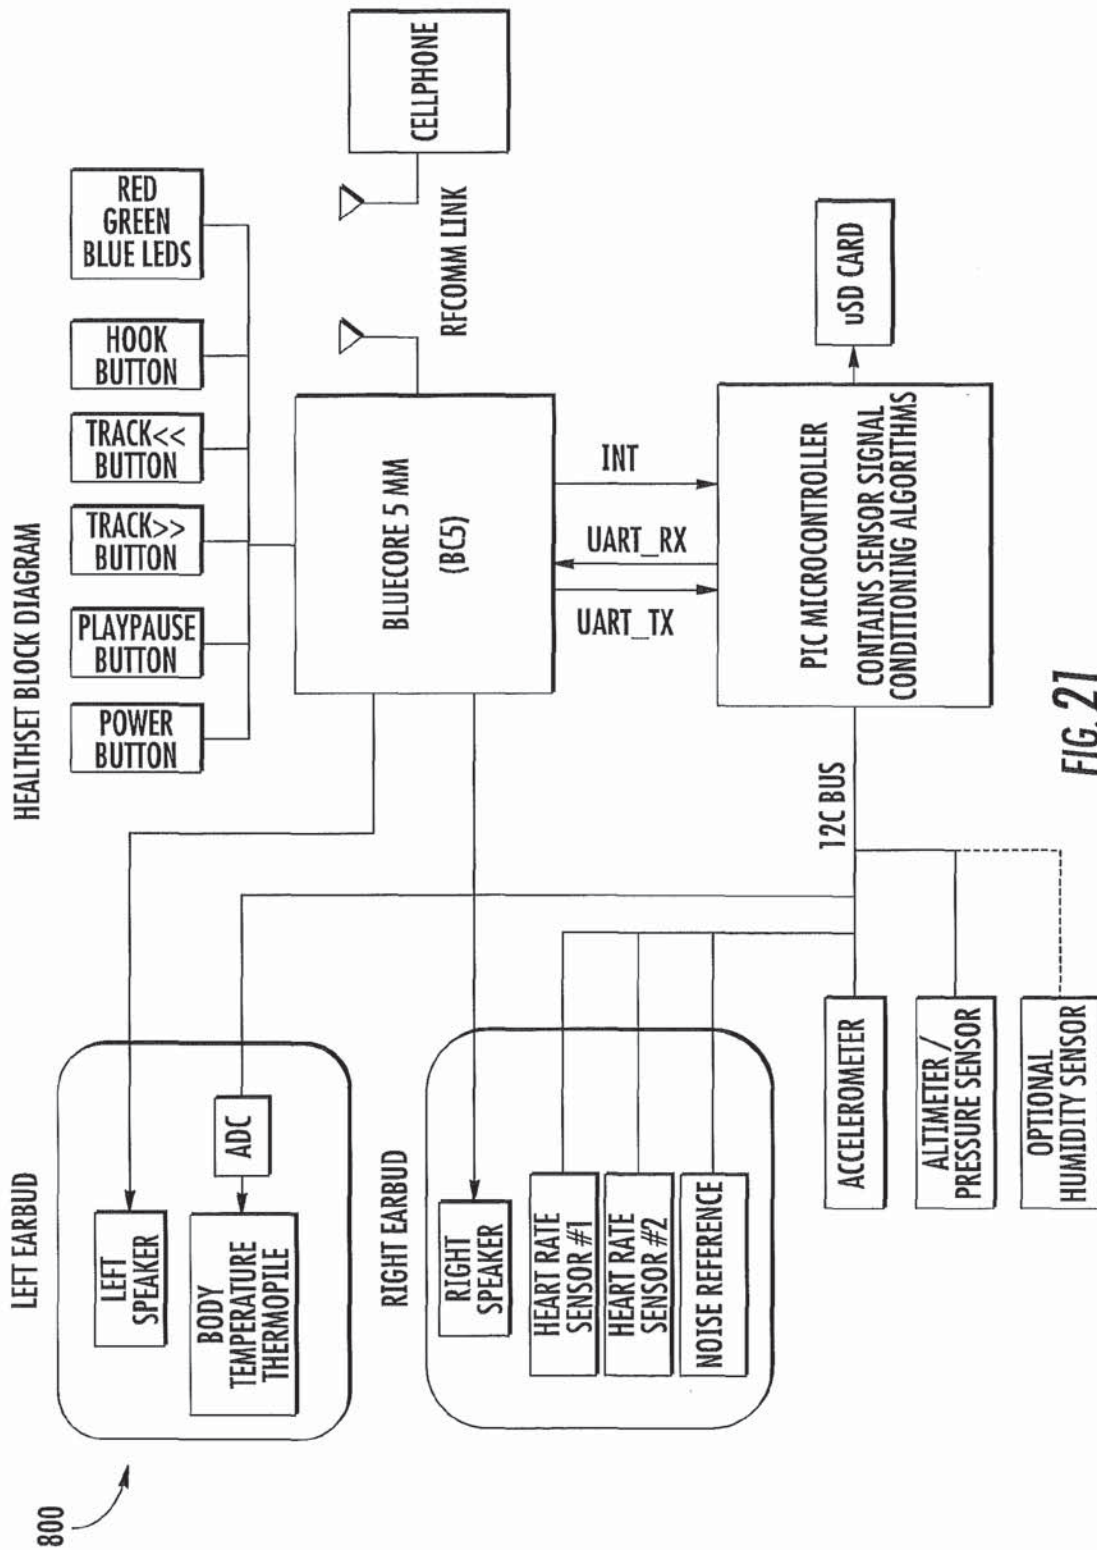 HEALTHSET BLOCK DIAGRAM
800
LEFT EARBUD
LEFT
SPEAKER
BODY
TEMPERATURE
THERMOPILE
ADC
RIGHT EARBUD
RIGHT
SPEAKER
HEART RATE
SENSOR #1
HEART RATE
SENSOR #2
NOISE REFERENCE
ACCELEROMETER
ALTIMETER /
PRESSURE SENSOR
OPTIONAL
HUMIDITY SENSOR
12C BUS
POWER
BUTTON
PLAYPAUSE
BUTTON
TRACK>>
BUTTON
TRACK<<
BUTTON
HOOK
BUTTON
RED
GREEN
BLUE LEDS
BLUECORE 5 MM
(BC5)
UART_TX
UART_RX
INT
PIC MICROCONTROLLER
CONTAINS SENSOR SIGNAL
CONDITIONING ALGORITHMS
RFCOMM LINK
CELLPHONE
uSD CARD
FIG. 21